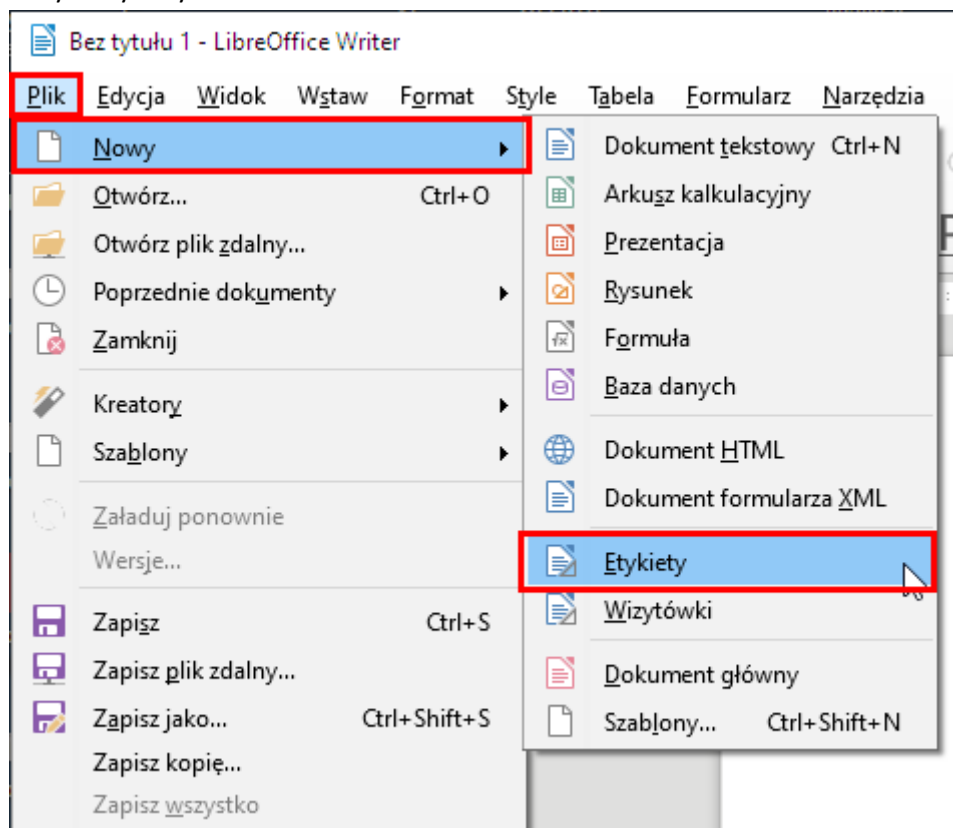 Bez tytułu 1 - LibreOffice Writer
Plik Edycja Widok Wstaw Format Style Tabela Formularz Narzędzia
Nowy
Otwórz... Ctrl+O
Otwórz plik zdalny...
Poprzednie dokumenty
Zamknij
Kreatory
Szablony
Załaduj ponownie
Wersje...
Zapisz Ctrl+S
Zapisz plik zdalny...
Zapisz jako... Ctrl+Shift+S
Zapisz kopię...
Zapisz wszystko
Dokument tekstowy Ctrl+N
Arkusz kalkulacyjny
Prezentacja
Rysunek
Formuła
Baza danych
Dokument HTML
Dokument formularza XML
Etykiety
Wizytówki
Dokument główny
Szablony... Ctrl+Shift+N